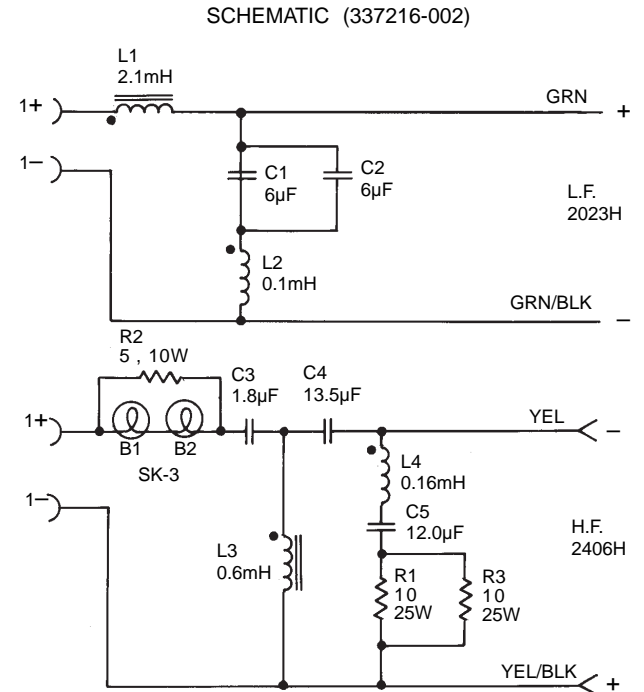 SCHEMATIC (337216-002)
L1
2.1mH
1+
GRN
+
1−
C1
6µF
C2
6µF
L.F.
2023H
L2
0.1mH
GRN/BLK
−
R2
5 , 10W
C3
1.8µF
C4
13.5µF
1+
B1
B2
SK-3
YEL
−
L4
0.16mH
1−
C5
12.0µF
H.F.
2406H
L3
0.6mH
R1
10
25W
R3
10
25W
YEL/BLK
+